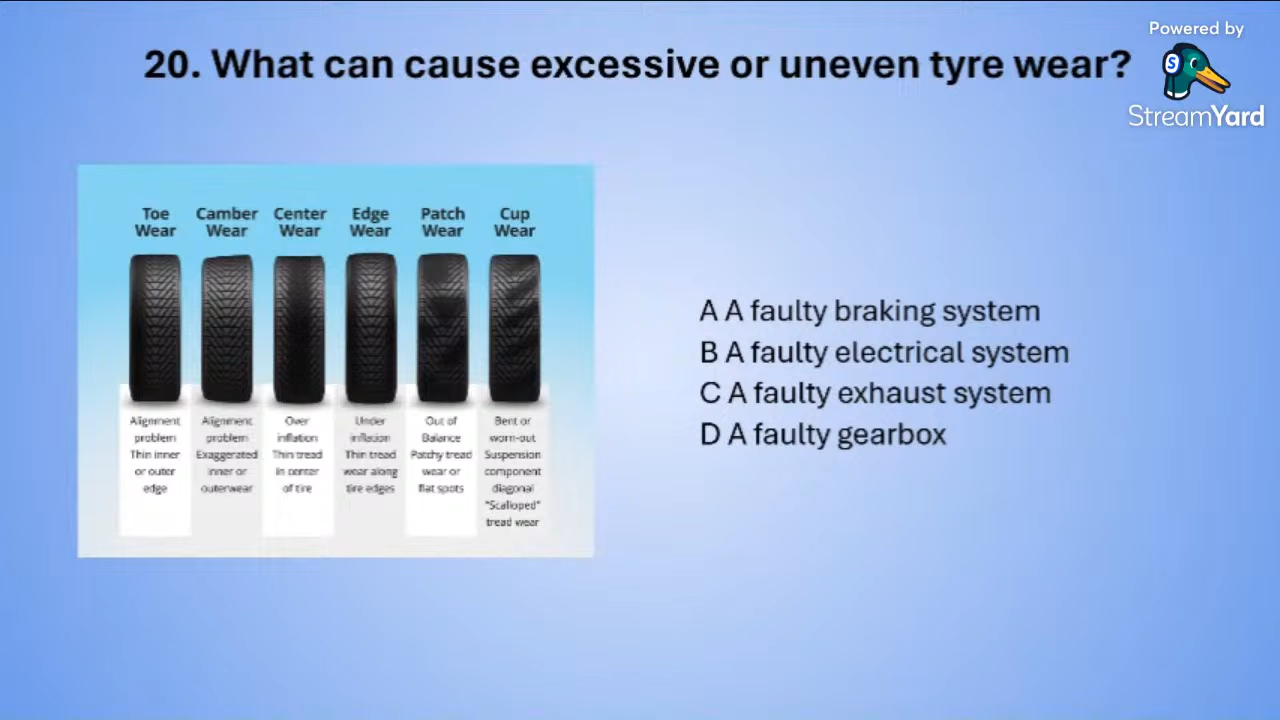 Powered by
StreamYard
20. What can cause excessive or uneven tyre wear?
Toe
Wear
Camber
Wear
Center
Wear
Edge
Wear
Patch
Wear
Cup
Wear
Alignment
problem
Thin inner
or outer
edge
Alignment
problem
Exaggerated
inner or
outerwear
Over
inflation
Thin tread
in center
of tire
Under
inflation
Thin tread
wear along
tire edges
Out of
Balance
Patchy tread
wear or
flat spots
Bent or
worn-out
Suspension
component
diagonal
"Scalloped"
tread wear
A A faulty braking system
B A faulty electrical system
C A faulty exhaust system
D A faulty gearbox